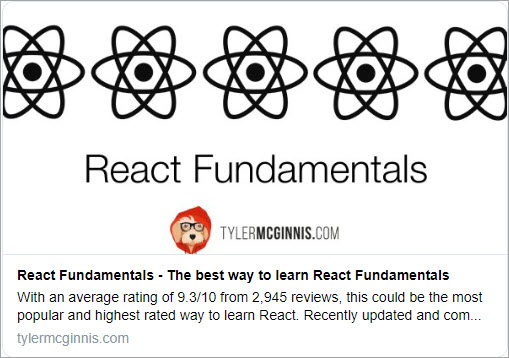 React Fundamentals
TYLERMCGINNIS.COM
React Fundamentals - The best way to learn React Fundamentals
With an average rating of 9.3/10 from 2,945 reviews, this could be the most
popular and highest rated way to learn React. Recently updated and com...
tylermcginnis.com